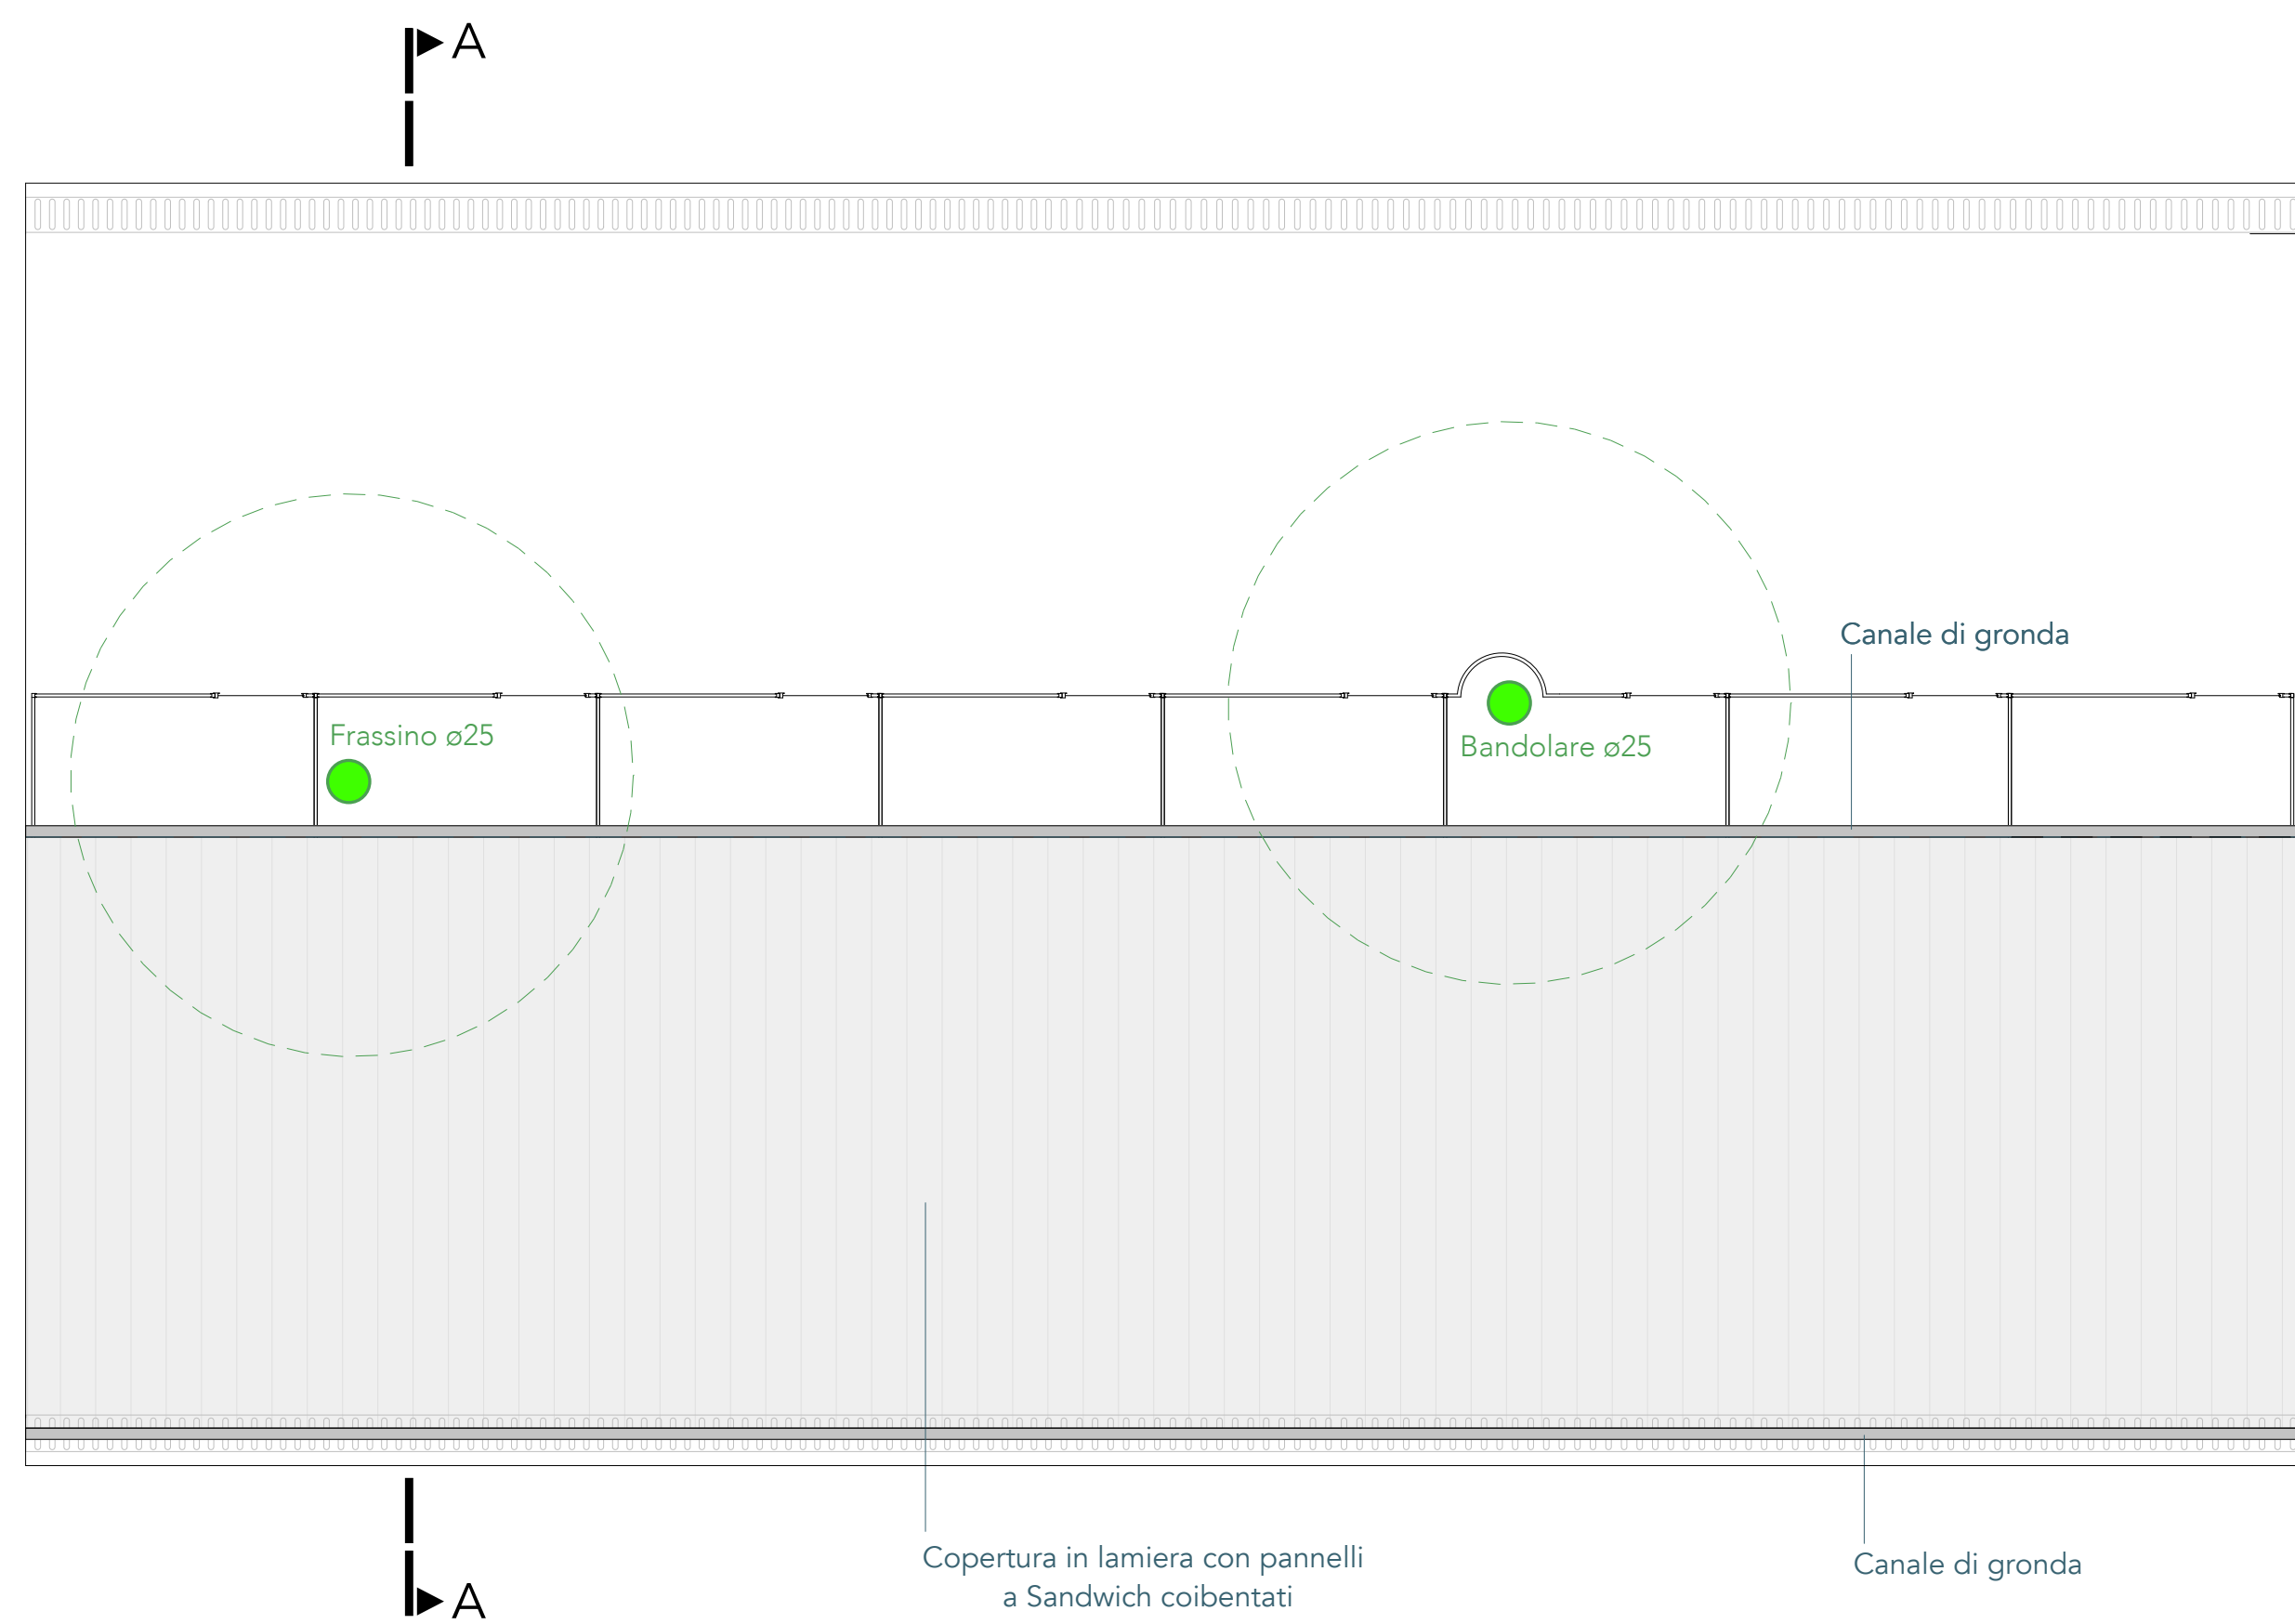 A
Canale di gronda
Frassino ø25
Bandolare ø25
Copertura in lamiera con pannelli
a Sandwich coibentati
Canale di gronda
A